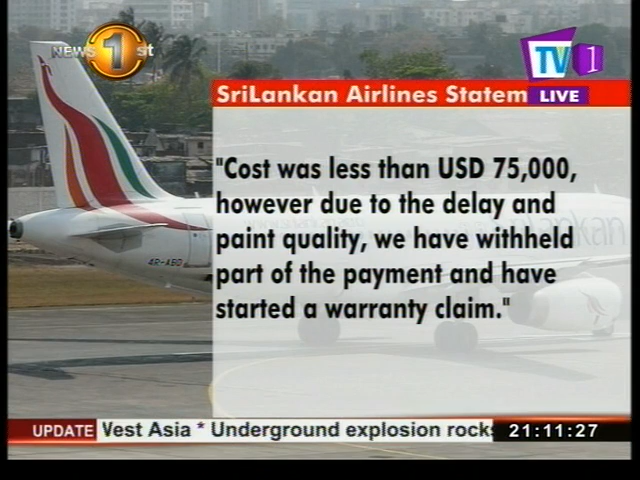 NEWS 1st
TV 1
SriLankan Airlines Statem
LIVE
"Cost was less than USD 75,000,
however due to the delay and
paint quality, we have withheld
part of the payment and have
started a warranty claim."
4R-ABD
UPDATE
Vest Asia * Underground explosion rocks
21:11:27